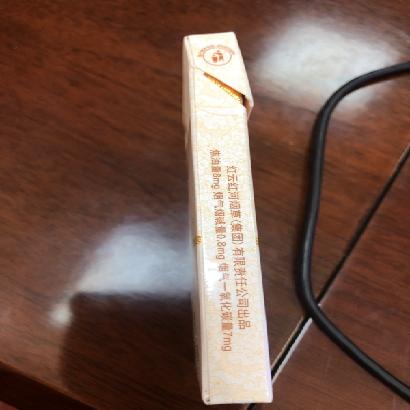 红云红河烟草(集团)有限责任公司出品
焦油量8mg 烟气烟碱量0.8mg 烟气一氧化碳量7mg